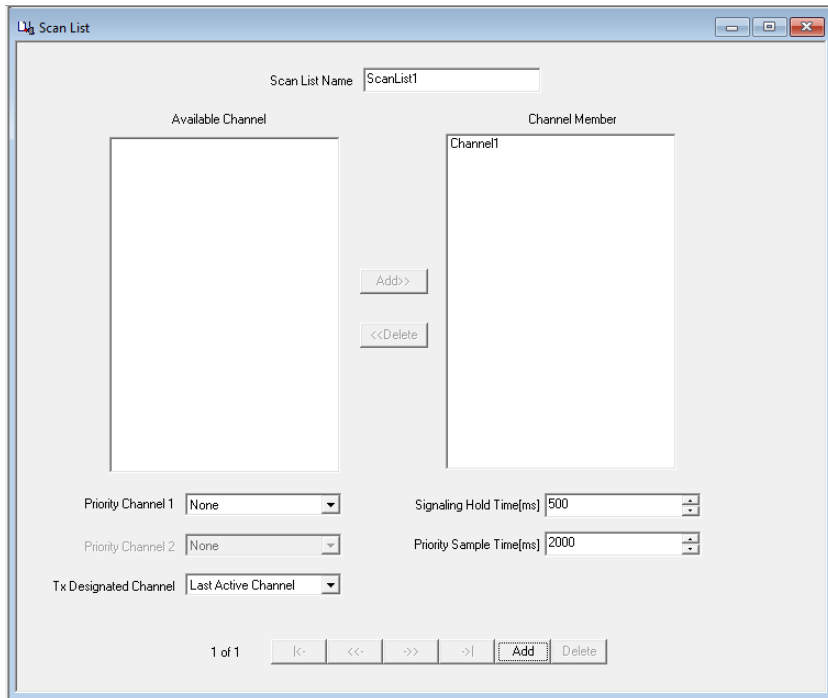 Scan List
Scan List Name ScanList1
Available Channel
Channel Member
Channel1
Add>>
<<Delete
Priority Channel 1 None
Signaling Hold Time[ms] 500
Priority Channel 2 None
Priority Sample Time[ms] 2000
Tx Designated Channel Last Active Channel
1 of 1 |<- <<- ->> ->| Add Delete